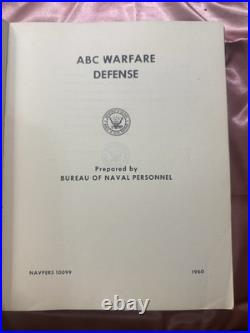 ABC WARFARE
DEFENSE
Prepared by
BUREAU OF NAVAL PERSONNEL
NAVPERS 10099
1960